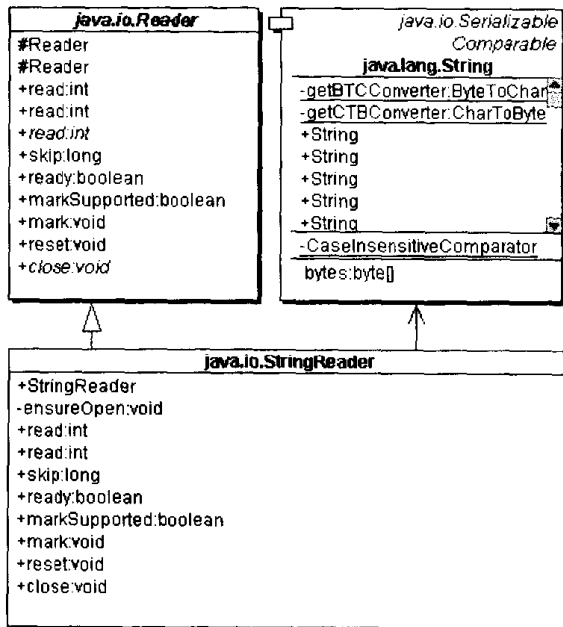 java.io.Reader
#Reader
#Reader
+read:int
+read:int
+read:int
+skip:long
+ready:boolean
+markSupported:boolean
+mark:void
+reset:void
+close:void
java.io.Serializable
Comparable
java.lang.String
-getBTCConverter:ByteToChar
-getCTBConverter:CharToByte
+String
+String
+String
+String
+String
-CaseInsensitiveComparator
bytes:byte[]
java.io.StringReader
+StringReader
-ensureOpen:void
+read:int
+read:int
+skip:long
+ready:boolean
+markSupported:boolean
+mark:void
+reset:void
+close:void